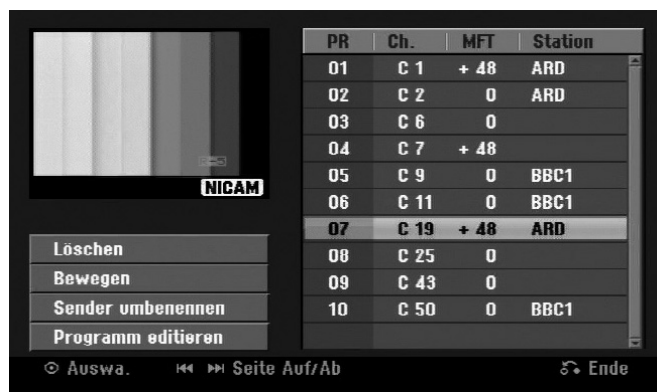 NICAM
Löschen
Bewegen
Sender umbenennen
Programm editieren
PR Ch. MFT Station
01 C 1 + 48 ARD
02 C 2 0 ARD
03 C 6 0
04 C 7 + 48
05 C 9 0 BBC1
06 C 11 0 BBC1
07 C 19 + 48 ARD
08 C 25 0
09 C 43 0
10 C 50 0 BBC1
Auswa. Seite Auf/Ab Ende